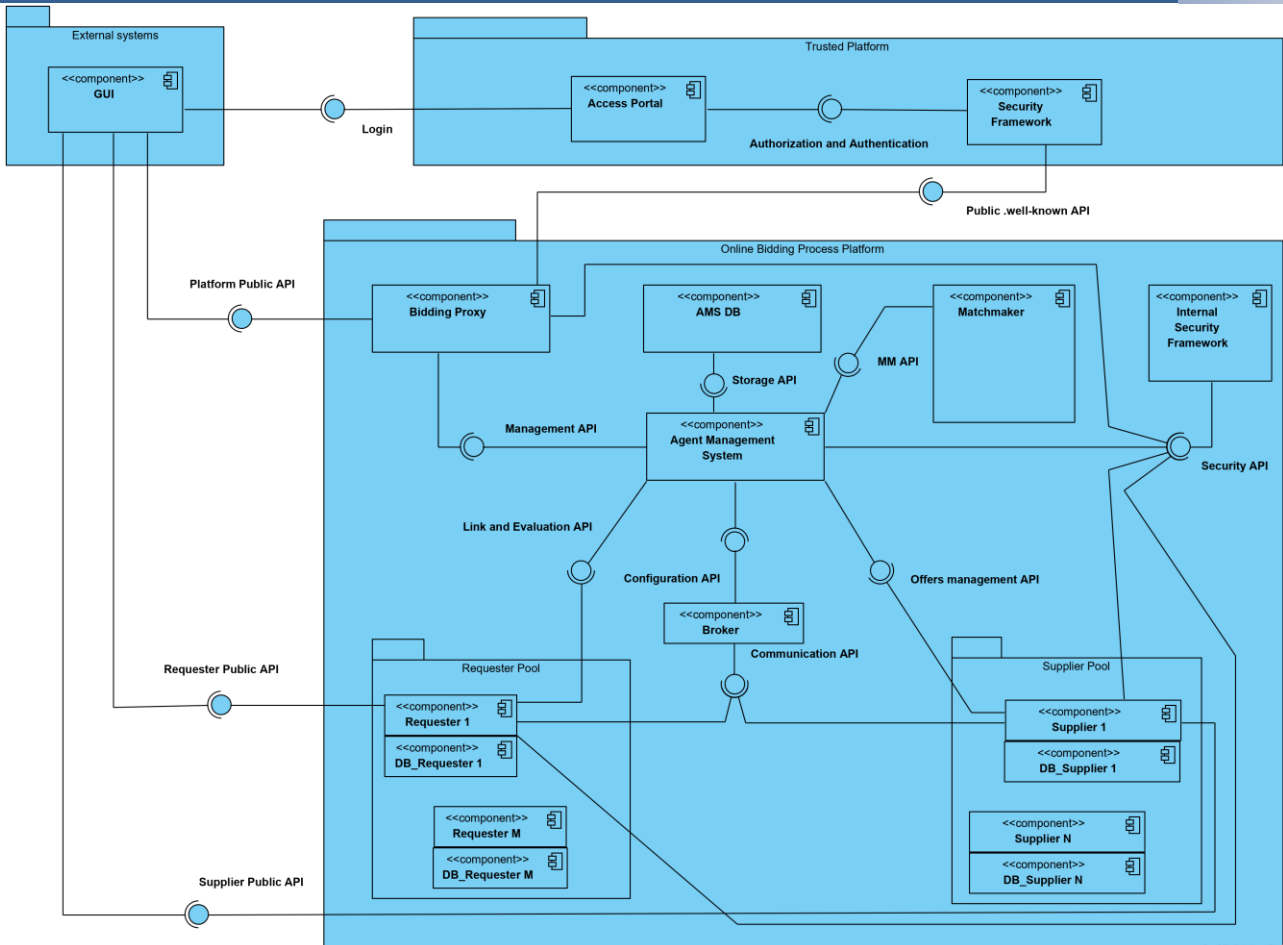 External systems
<<component>>
GUI
Trusted Platform
<<component>>
Access Portal
<<component>>
Security
Framework
Login
Authorization and Authentication
Public .well-known API
Online Bidding Process Platform
Platform Public API
<<component>>
Bidding Proxy
<<component>>
AMS DB
<<component>>
Matchmaker
<<component>>
Internal
Security
Framework
Storage API
MM API
Management API
<<component>>
Agent Management
System
Security API
Link and Evaluation API
Configuration API
Offers management API
<<component>>
Broker
Communication API
Requester Public API
Requester Pool
<<component>>
Requester 1
<<component>>
DB_Requester 1
<<component>>
Requester M
<<component>>
DB_Requester M
Supplier Pool
<<component>>
Supplier 1
<<component>>
DB_Supplier 1
<<component>>
Supplier N
<<component>>
DB_Supplier N
Supplier Public API